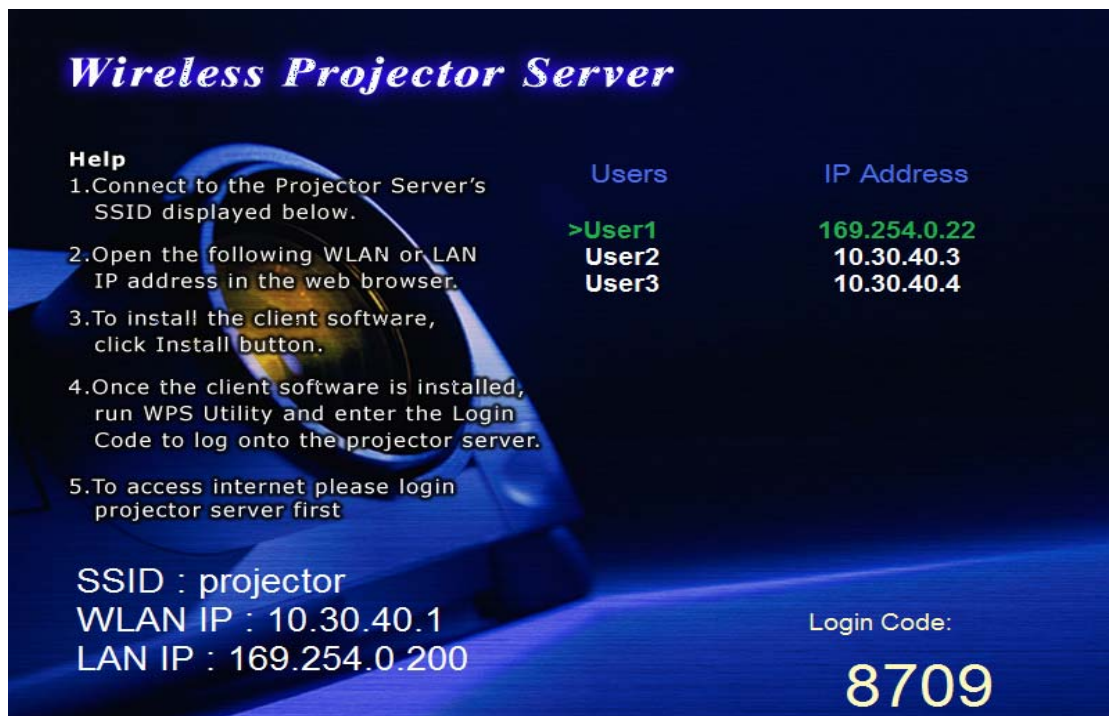 Wireless Projector Server
Help
1.Connect to the Projector Server's
SSID displayed below.
2.Open the following WLAN or LAN
IP address in the web browser.
3.To install the client software,
click Install button.
4.Once the client software is installed,
run WPS Utility and enter the Login
Code to log onto the projector server.
5.To access internet please login
projector server first
Users IP Address
>User1 169.254.0.22
User2 10.30.40.3
User3 10.30.40.4
SSID : projector
WLAN IP : 10.30.40.1
LAN IP : 169.254.0.200
Login Code:
8709